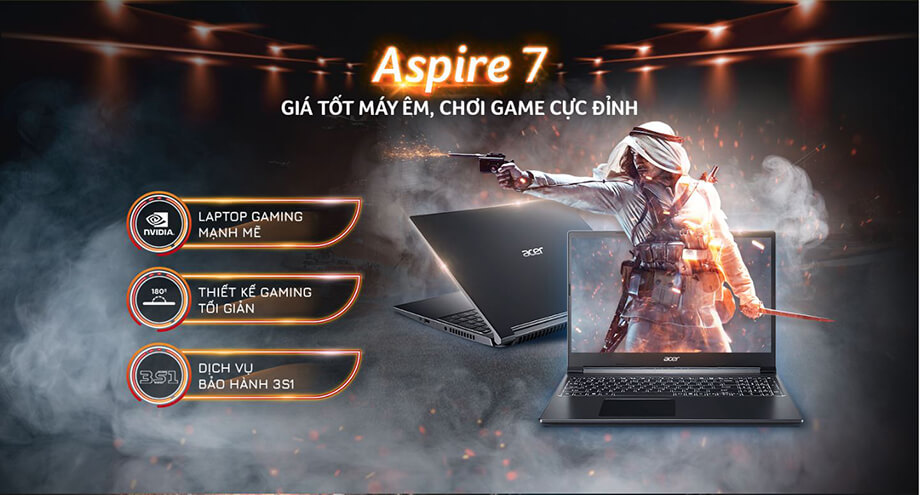 Aspire 7
GIÁ TỐT MÁY ÊM, CHƠI GAME CỰC ĐỈNH
NVIDIA
LAPTOP GAMING
MẠNH MẼ
180º
THIẾT KẾ GAMING
TỐI GIẢN
3S1
DỊCH VỤ
BẢO HÀNH 3S1
acer
acer